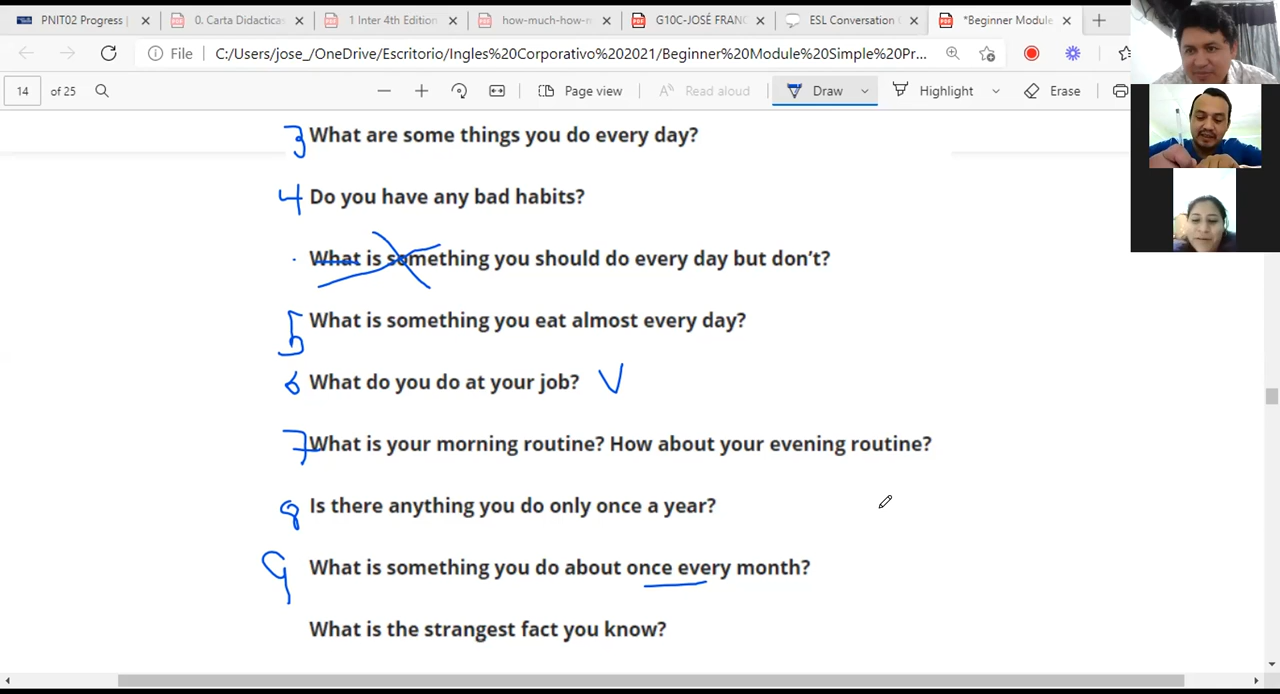 PNIT02 Progress
0. Carta Didactica
1 Inter 4th Edition
how-much-how-
G10C-JOSÉ FRAN
ESL Conversation
*Beginner Module
File
C:/Users/jose_/OneDrive/Escritorio/Ingles%20Corporativo%202021/Beginner%20Module%20Simple%20Pr...
14 of 25
Page view
Read aloud
Draw
Highlight
Erase
3 What are some things you do every day?
4 Do you have any bad habits?
What is something you should do every day but don't?
5 What is something you eat almost every day?
6 What do you do at your job? V
7 What is your morning routine? How about your evening routine?
8 Is there anything you do only once a year?
9 What is something you do about once every month?
What is the strangest fact you know?